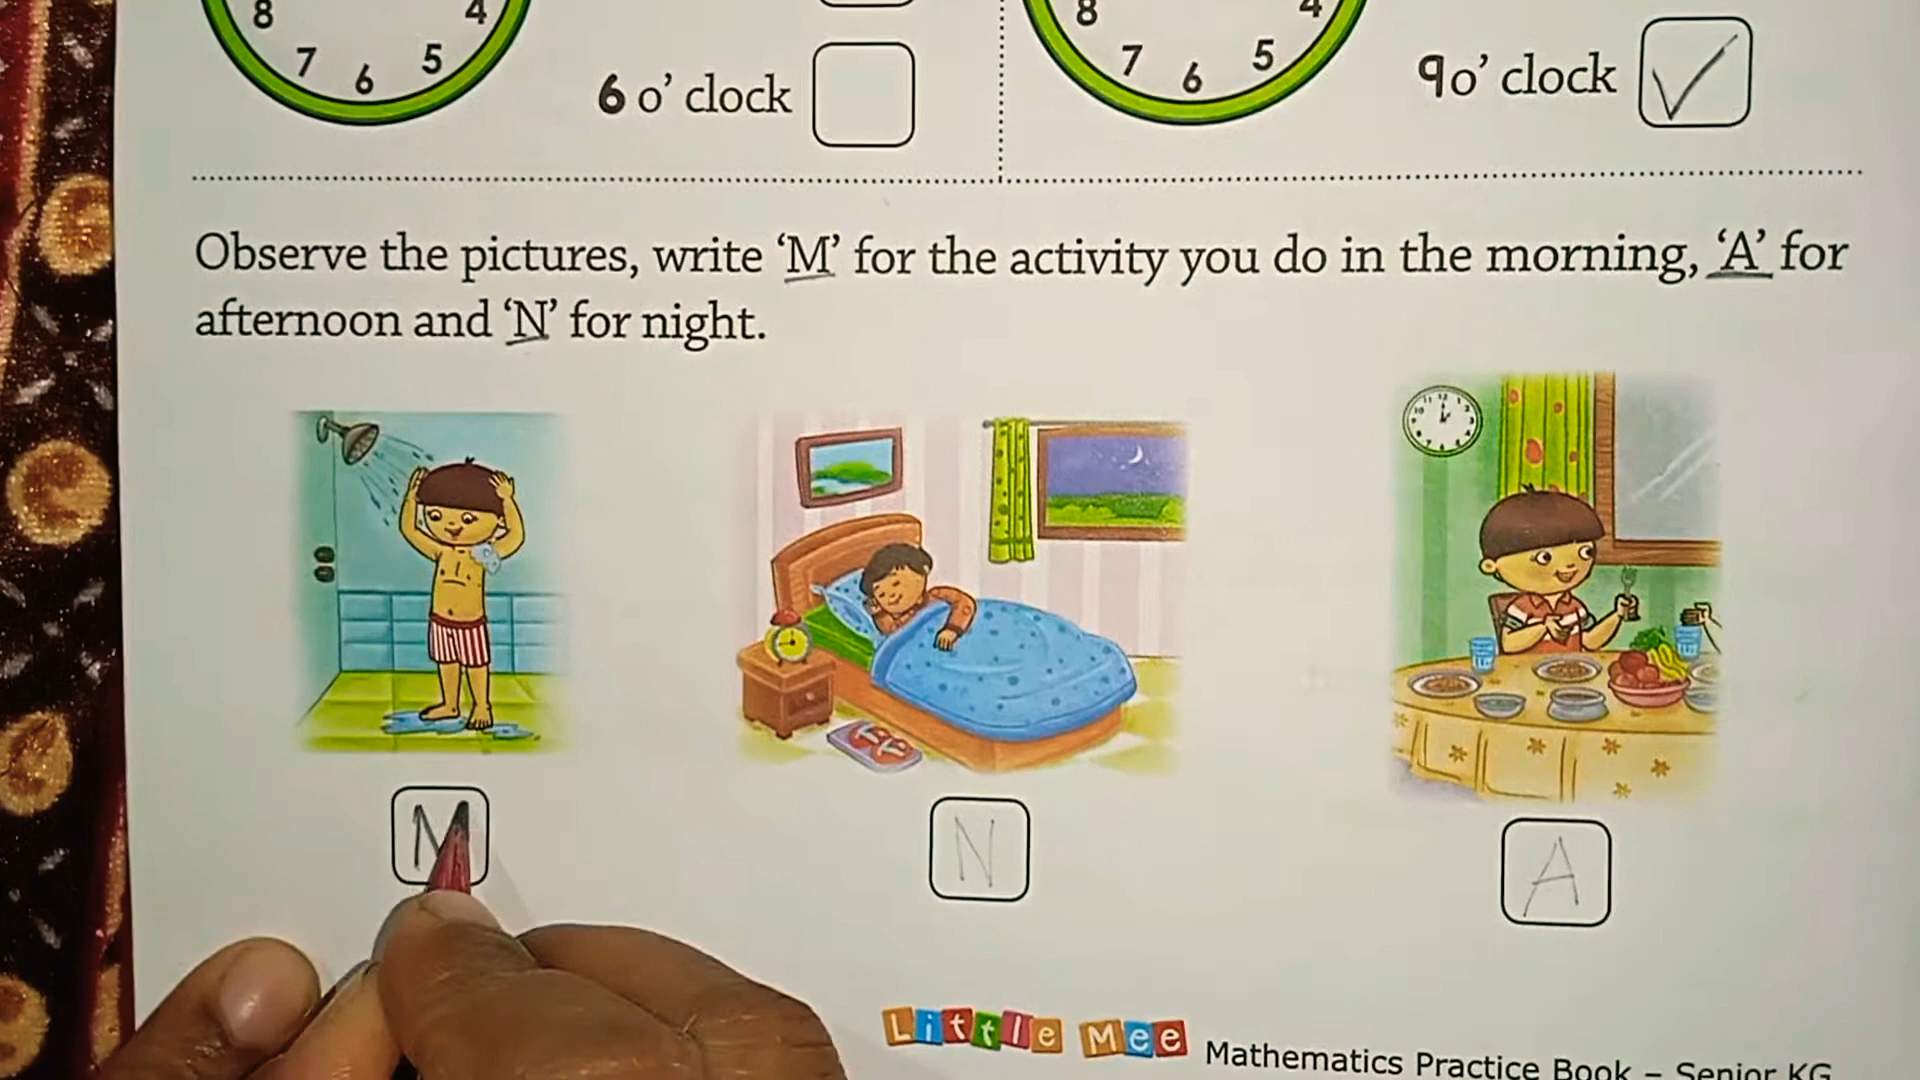 8 4 8 4
7 6 5 7 6 5
6 o’ clock 9 o’ clock ✓
Observe the pictures, write ‘M’ for the activity you do in the morning, ‘A’ for
afternoon and ‘N’ for night.
M N A
Little Mee Mathematics Practice Book – Senior KG